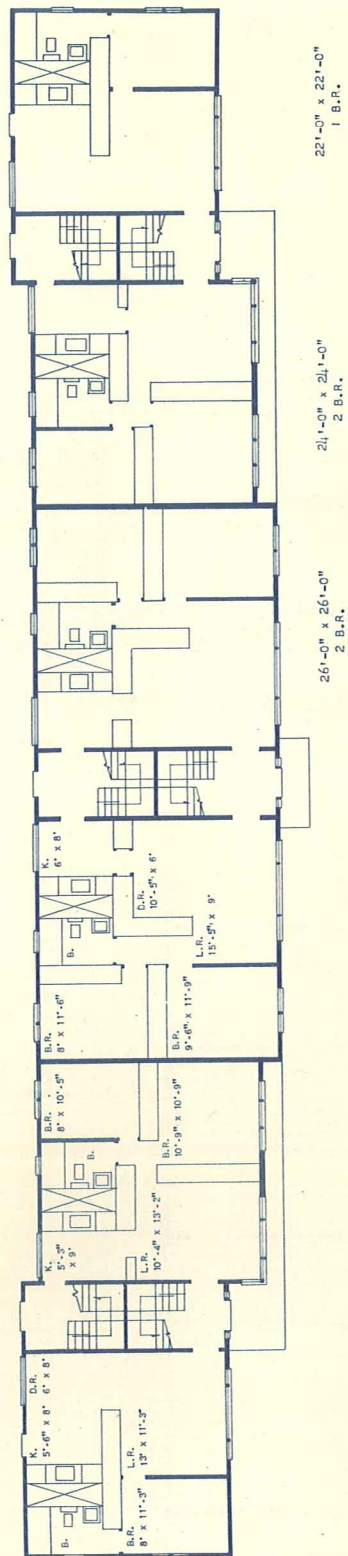 B.R.
8' x 11'-3"
B.
K.
5'-6" x 8'
D.R.
6' x 8'
L.R.
13' x 11'-3"
K.
5'-3"
x 9'
L.R.
10'-4" x 13'-2"
B.
B.R.
8' x 10'-5"
B.R.
10'-9" x 10'-9"
B.R.
8' x 11'-6"
B.R.
9'-6" x 11'-9"
B.
K.
6' x 8'
D.R.
10'-5" x 6'
L.R.
15'-5" x 9'
26'-0" x 26'-0"
2 B.R.
24'-0" x 24'-0"
2 B.R.
22'-0" x 22'-0"
1 B.R.